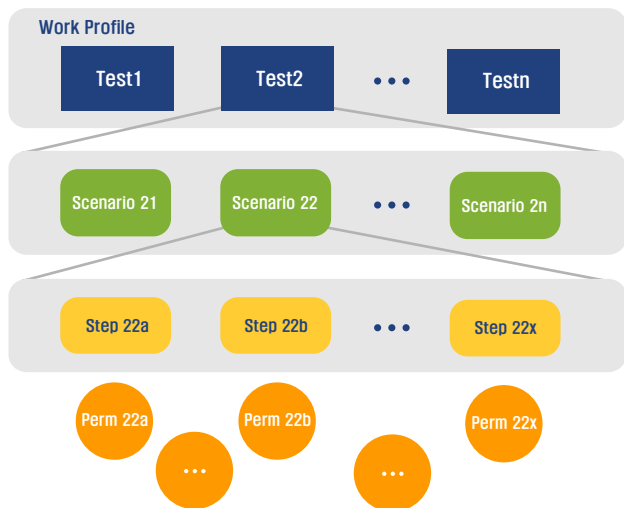 Work Profile
Test1 Test2 ••• Testn
Scenario 21 Scenario 22 ••• Scenario 2n
Step 22a Step 22b ••• Step 22x
Perm 22a Perm 22b Perm 22x
... ...